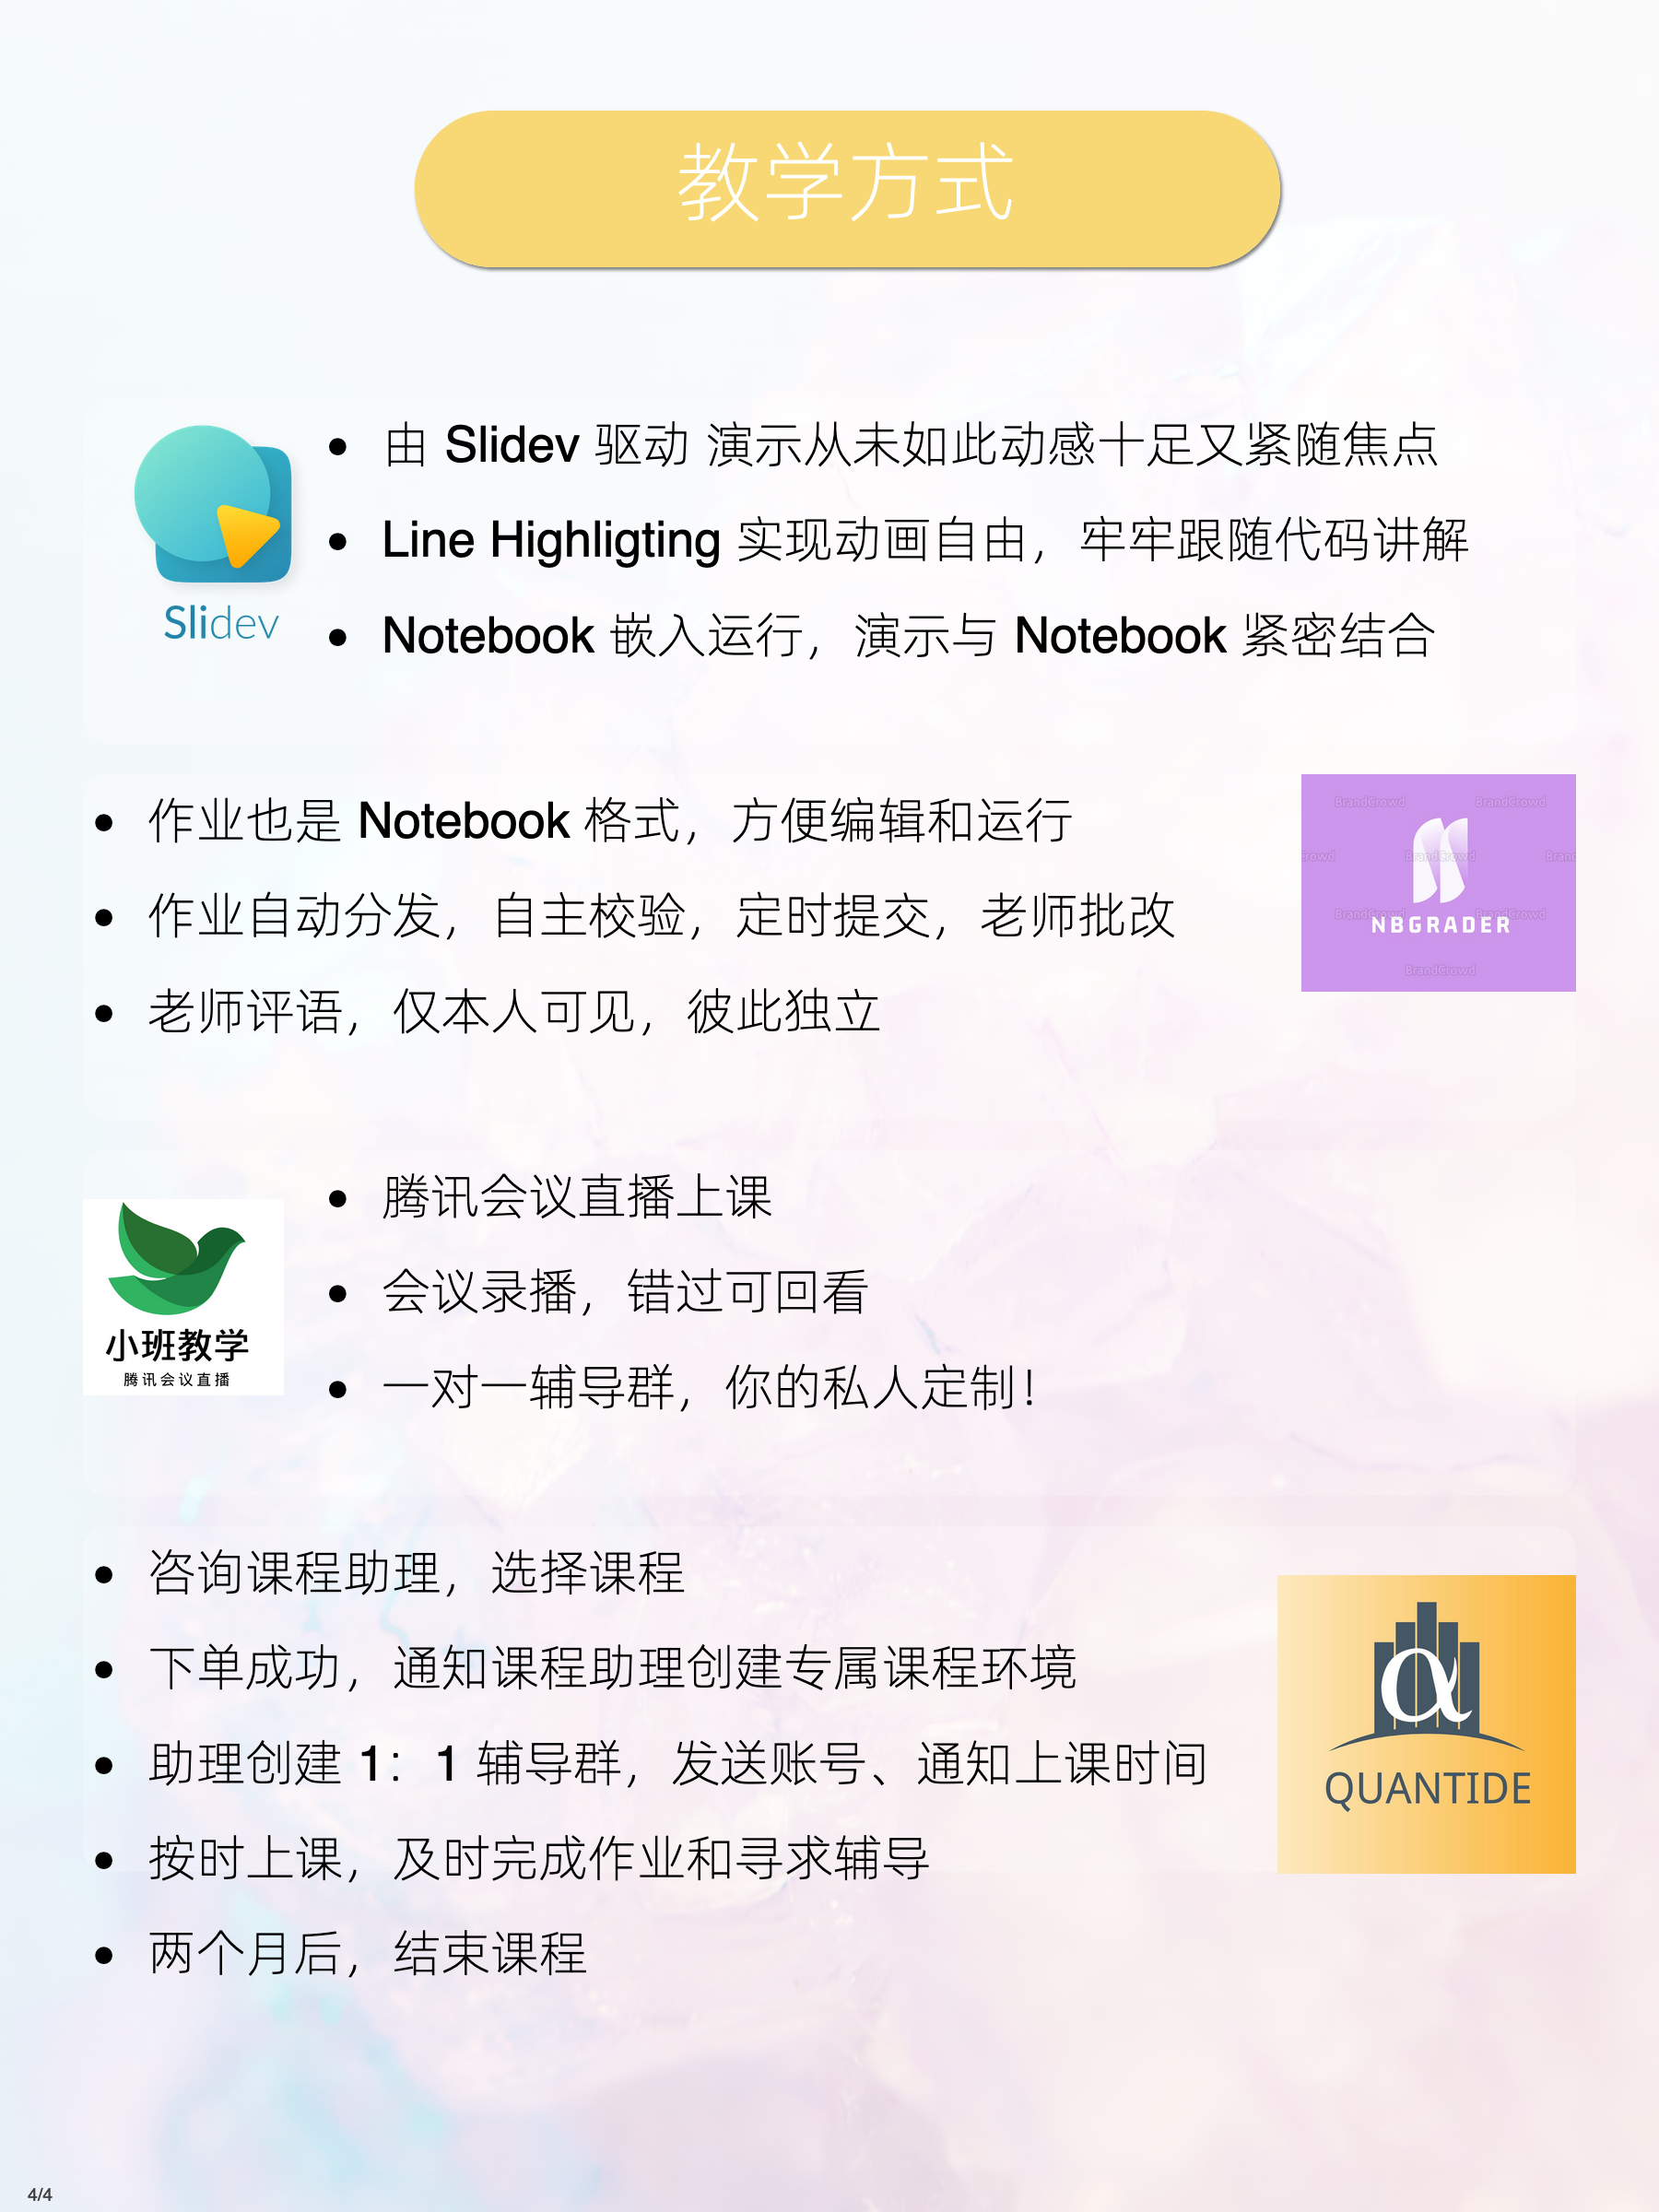 教学方式
由 Slidev 驱动 演示从未如此动感十足又紧随焦点
Line Highligting 实现动画自由，牢牢跟随代码讲解
Notebook 嵌入运行，演示与 Notebook 紧密结合
Slidev
作业也是 Notebook 格式，方便编辑和运行
作业自动分发，自主校验，定时提交，老师批改
老师评语，仅本人可见，彼此独立
BrandCrowd BrandCrowd
rowd BrandCrowd Brand
BrandCrowd BrandCrowd
NBGRADER
BrandCrowd
腾讯会议直播上课
会议录播，错过可回看
一对一辅导群，你的私人定制！
小班教学
腾讯会议直播
咨询课程助理，选择课程
下单成功，通知课程助理创建专属课程环境
助理创建 1：1 辅导群，发送账号、通知上课时间
按时上课，及时完成作业和寻求辅导
两个月后，结束课程
α
QUANTIDE
4/4